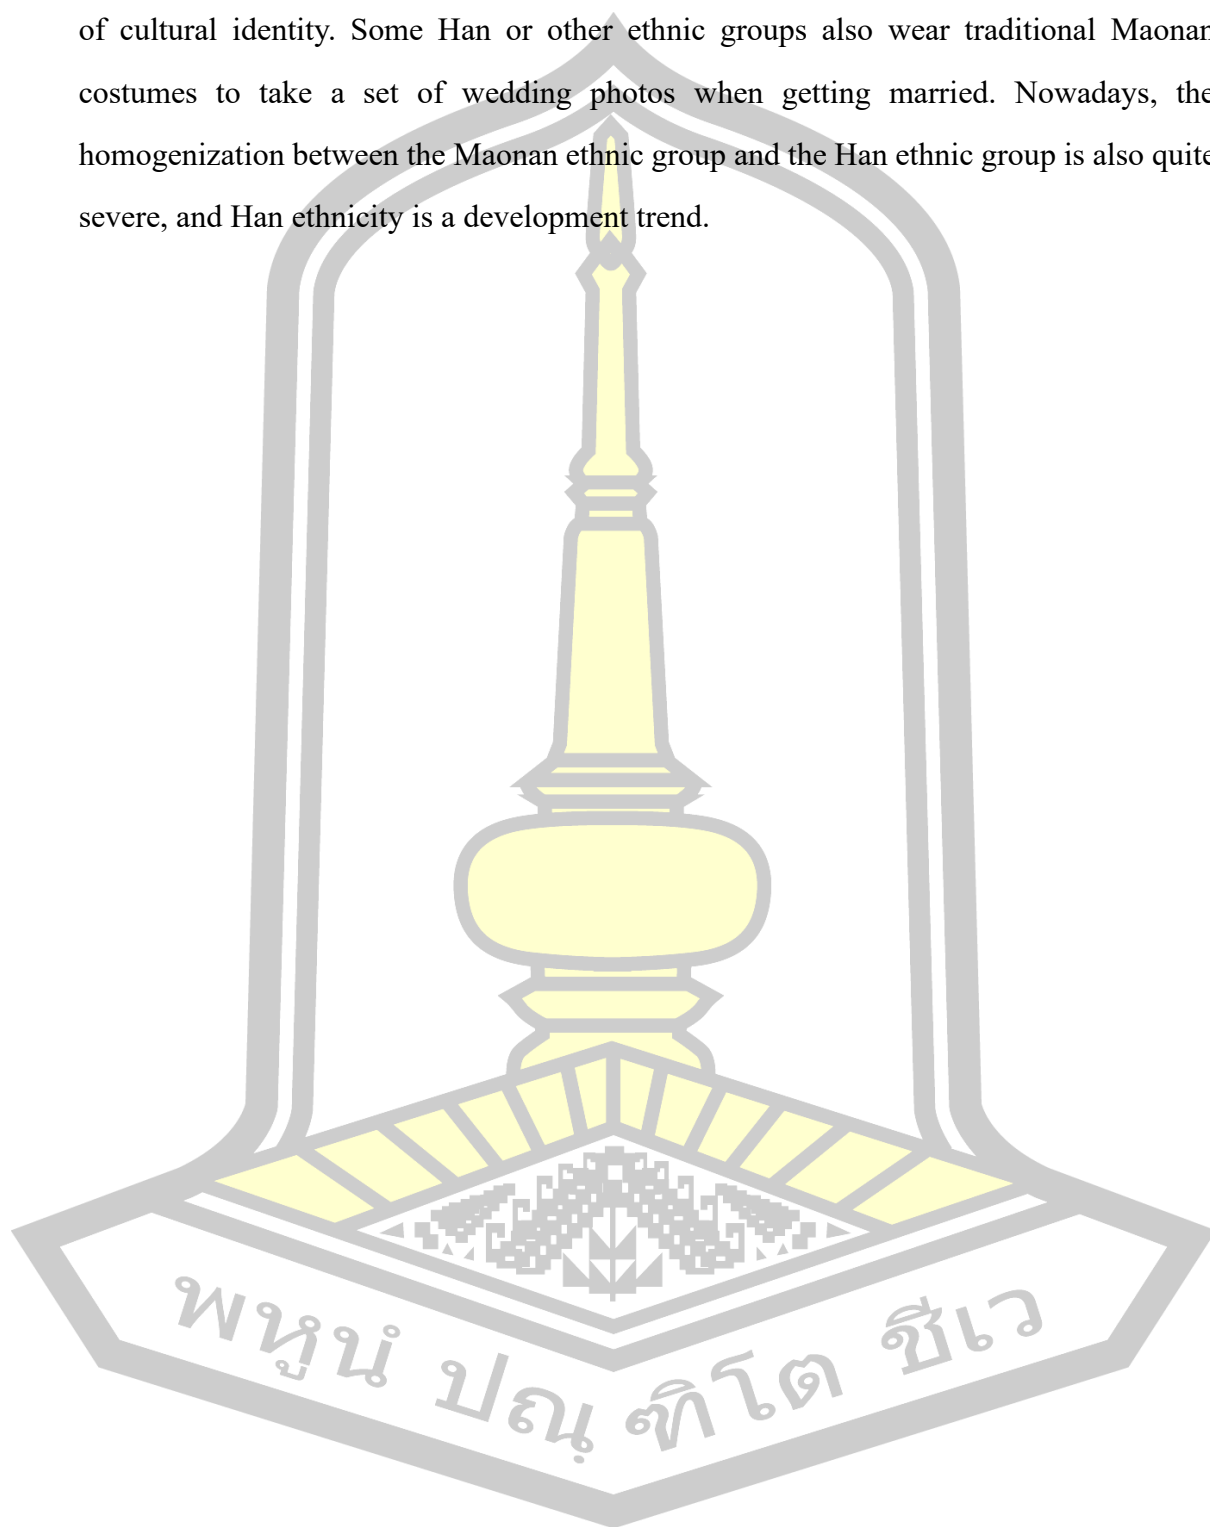 of cultural identity. Some Han or other ethnic groups also wear traditional Maonan
costumes to take a set of wedding photos when getting married. Nowadays, the
homogenization between the Maonan ethnic group and the Han ethnic group is also quite
severe, and Han ethnicity is a development trend.
พหูนํ ปณฺฑิโต ชีเว